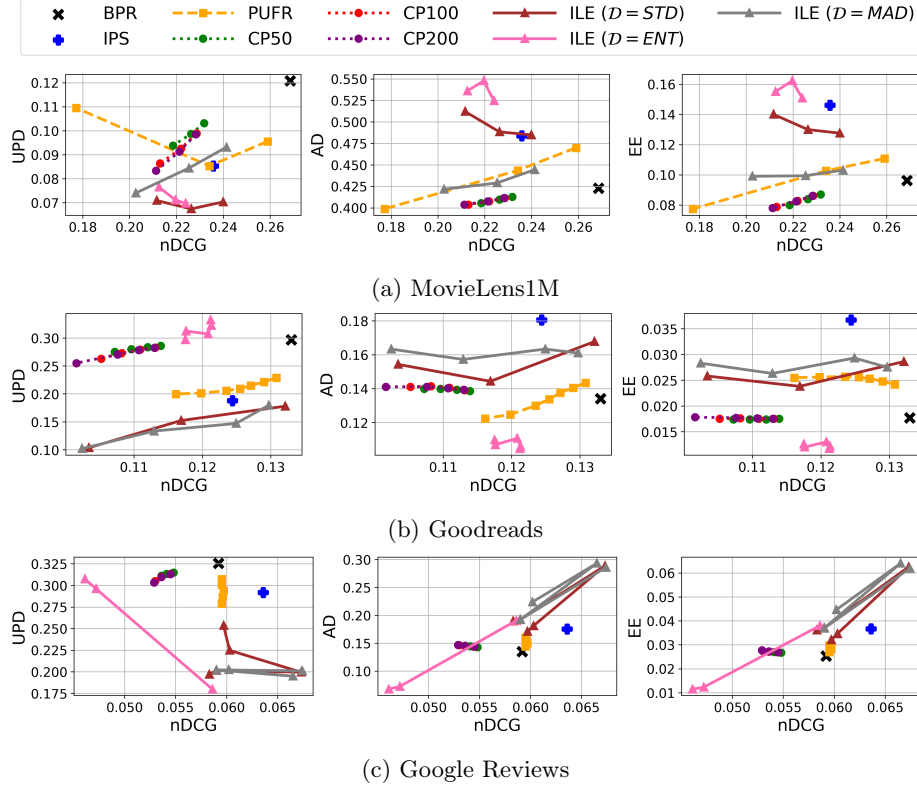 BPR PUFR CP100 ILE (𝒟 = STD) ILE (𝒟 = MAD)
IPS CP50 CP200 ILE (𝒟 = ENT)
0.12
0.11
0.10
0.09
0.08
0.07
UPD
0.18 0.20 0.22 0.24 0.26
nDCG
0.550
0.525
0.500
0.475
0.450
0.425
0.400
AD
0.18 0.20 0.22 0.24 0.26
nDCG
0.16
0.14
0.12
0.10
0.08
EE
0.18 0.20 0.22 0.24 0.26
nDCG
(a) MovieLens1M
0.30
0.25
0.20
0.15
0.10
UPD
0.11 0.12 0.13
nDCG
0.18
0.16
0.14
0.12
AD
0.11 0.12 0.13
nDCG
0.035
0.030
0.025
0.020
0.015
EE
0.11 0.12 0.13
nDCG
(b) Goodreads
0.325
0.300
0.275
0.250
0.225
0.200
0.175
UPD
0.050 0.055 0.060 0.065
nDCG
0.30
0.25
0.20
0.15
0.10
AD
0.050 0.055 0.060 0.065
nDCG
0.06
0.05
0.04
0.03
0.02
0.01
EE
0.050 0.055 0.060 0.065
nDCG
(c) Google Reviews